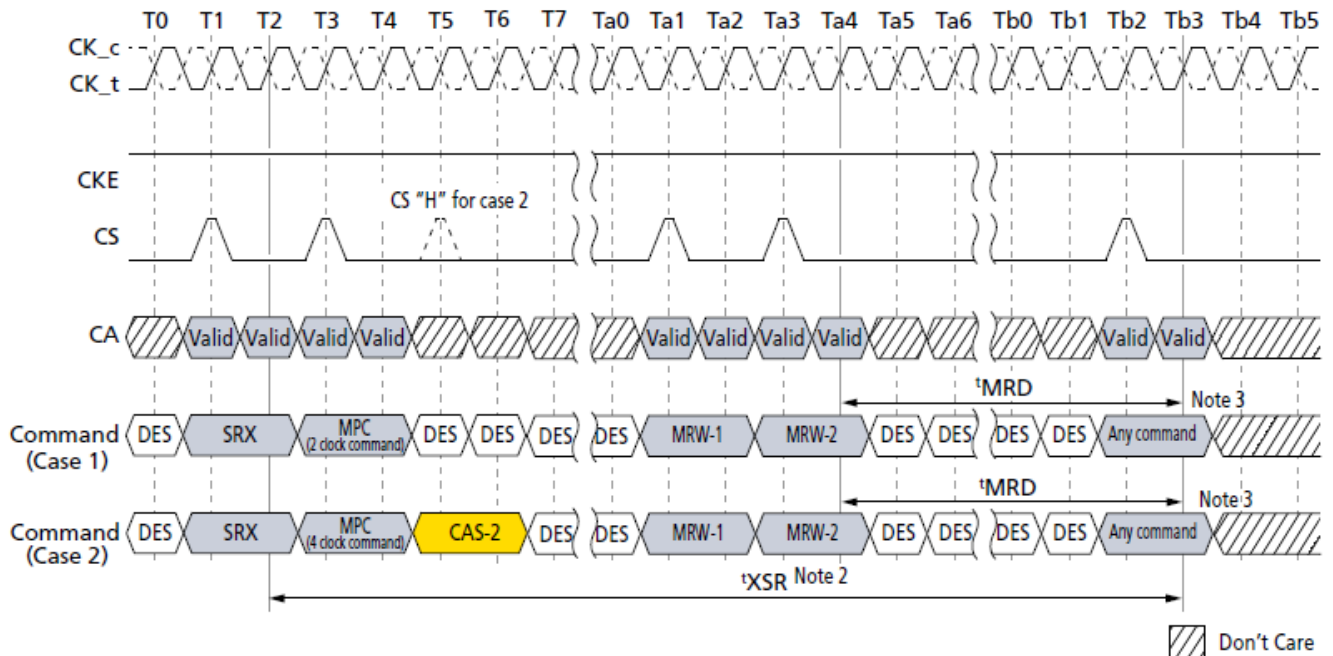 T0 T1 T2 T3 T4 T5 T6 T7 Ta0 Ta1 Ta2 Ta3 Ta4 Ta5 Ta6 Tb0 Tb1 Tb2 Tb3 Tb4 Tb5
CK_c
CK_t
CKE
CS "H" for case 2
CS
CA Valid Valid Valid Valid Valid Valid Valid Valid Valid Valid
tMRD Note 3
Command (Case 1) DES SRX MPC (2 clock command) DES DES DES DES MRW-1 MRW-2 DES DES DES DES Any command
tMRD Note 3
Command (Case 2) DES SRX MPC (4 clock command) CAS-2 DES DES MRW-1 MRW-2 DES DES DES DES Any command
tXSR Note 2
Don't Care